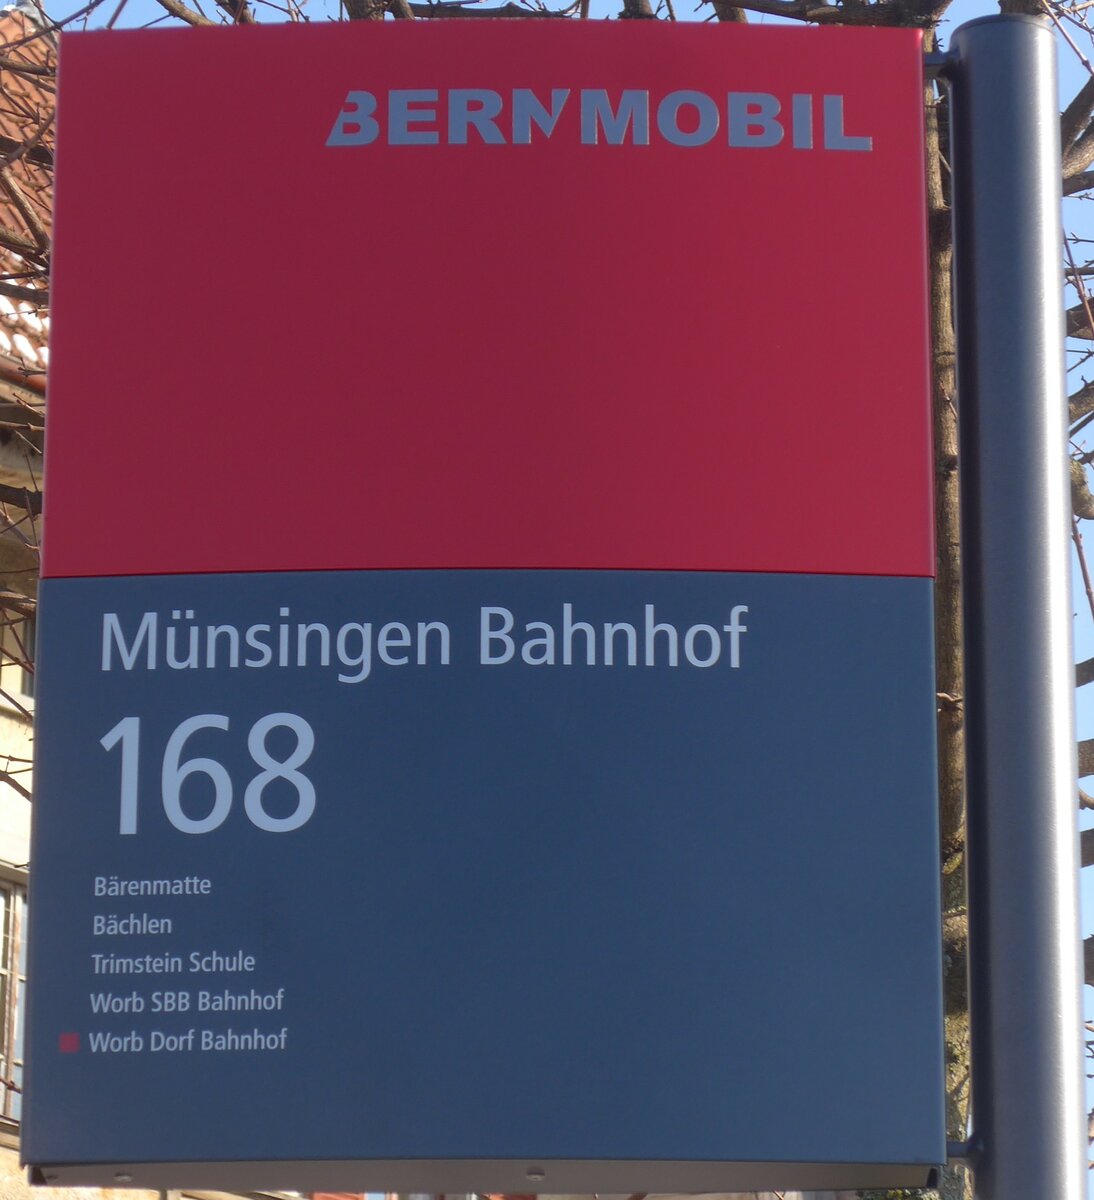 BERNMOBIL
Münsingen Bahnhof
168
Bärenmatte
Bächlen
Trimstein Schule
Worb SBB Bahnhof
Worb Dorf Bahnhof